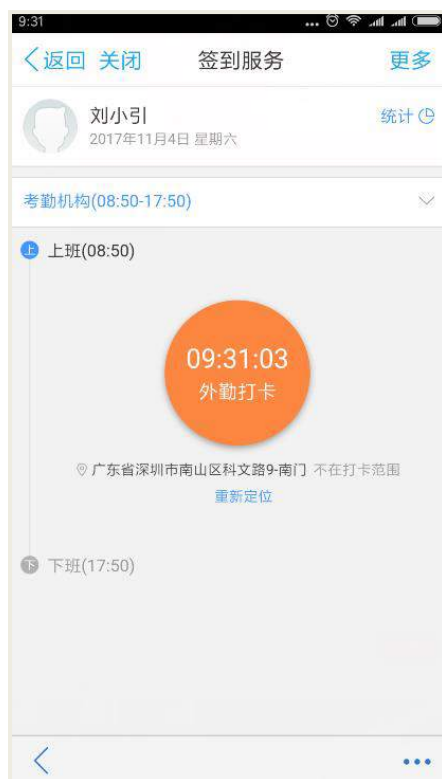 9:31
<返回 关闭 签到服务 更多
刘小引 统计
2017年11月4日 星期六
考勤机构(08:50-17:50)
上 上班(08:50)
09:31:03
外勤打卡
广东省深圳市南山区科文路9-南门 不在打卡范围
重新定位
下 下班(17:50)